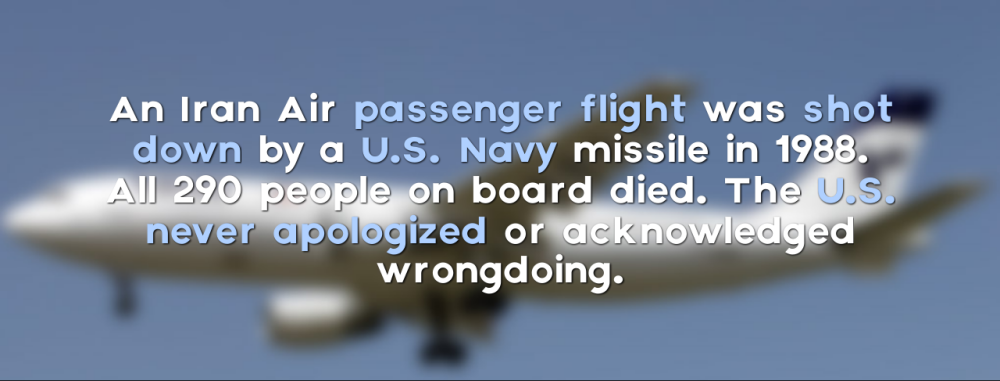 An Iran Air passenger flight was shot
down by a U.S. Navy missile in 1988.
All 290 people on board died. The U.S.
never apologized or acknowledged
wrongdoing.